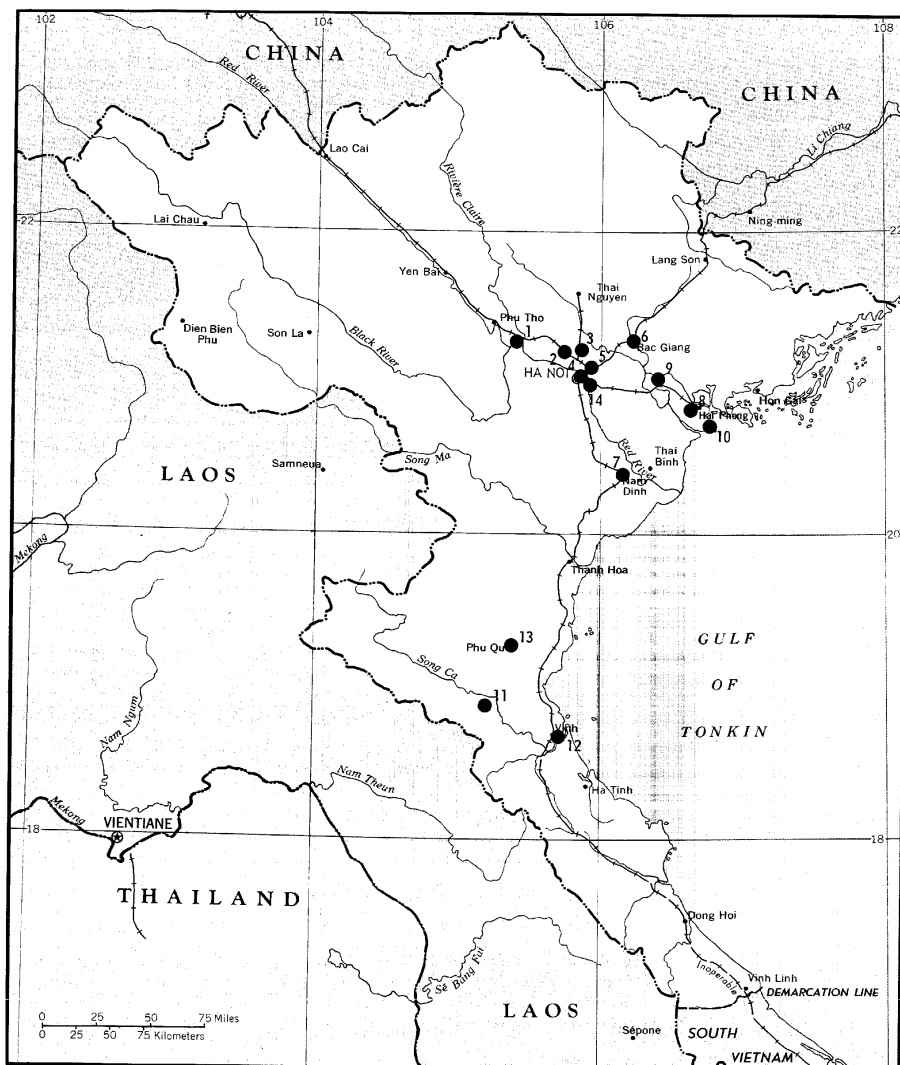 102
104
106
108
CHINA
Red River
CHINA
Li Chiang
Lao Cai
Rivière Claire
Ning-ming
22
22
Lai Chau
Lang Son
Yen Bai
Thai
Nguyen
Phu Tho
Dien Bien
Phu
Son La
Black River
1
2
3
4
5
6
Bac Giang
HA NOI
14
9
8
Hai Phong
10
Hon Gai
LAOS
Samneua
Song Ma
Red River
Thai
Binh
7
Nam
Dinh
Mekong
20
20
Thanh Hoa
13
Phu Qui
GULF
OF
TONKIN
Song Ca
11
Nam Ngum
Vinh
12
Nam Theun
Ha Tinh
Mekong
VIENTIANE
18
18
THAILAND
Dong Hoi
Inoperable
Sé Bang Fai
Vinh Linh
DEMARCATION LINE
LAOS
0 25 50 75 Miles
0 25 50 75 Kilometers
Sépone
SOUTH
VIETNAM